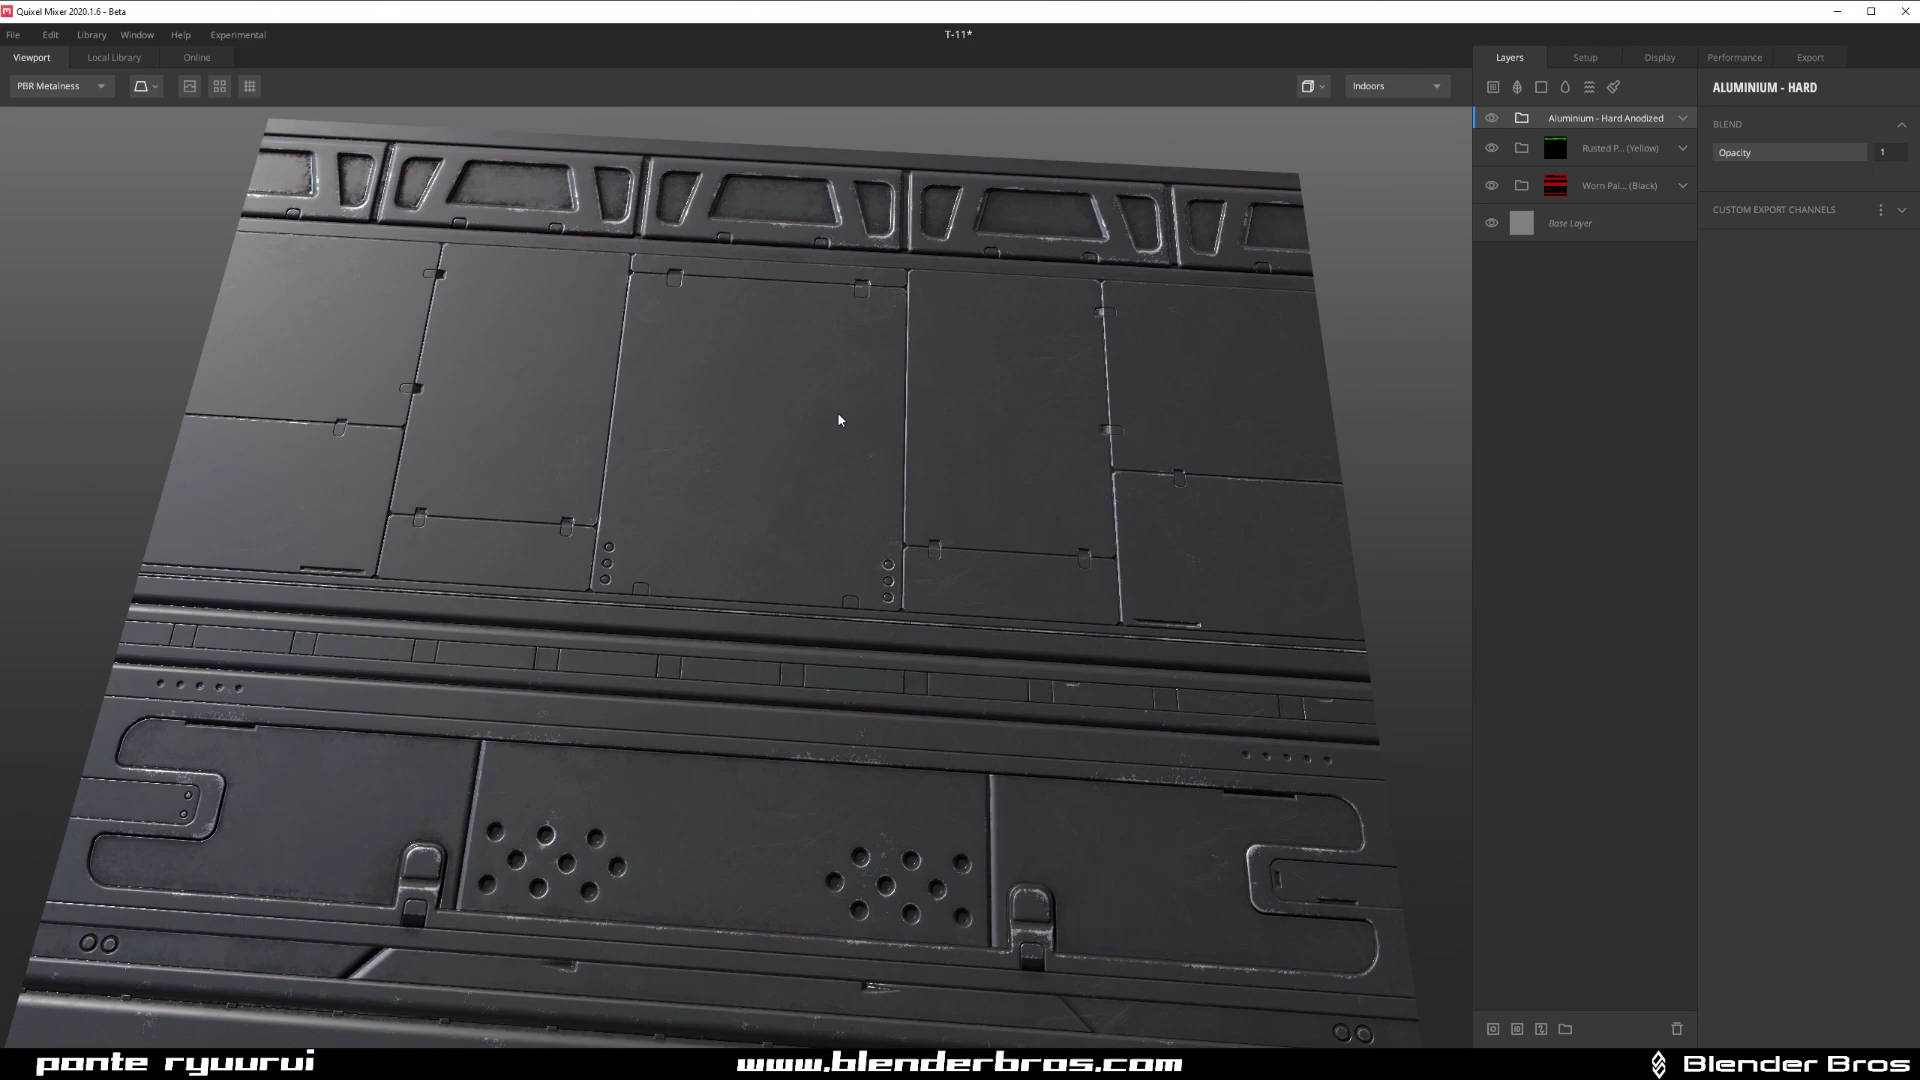 Quixel Mixer 2020.1.6 - Beta
File Edit Library Window Help Experimental
T-11*
Viewport Local Library Online
Layers Setup Display Performance Export
PBR Metalness
Indoors
ALUMINIUM - HARD
Aluminium - Hard Anodized
BLEND
Rusted P... (Yellow)
Opacity 1
Worn Pai... (Black)
CUSTOM EXPORT CHANNELS
Base Layer
ponte ryuurui
www.blenderbros.com
Blender Bros